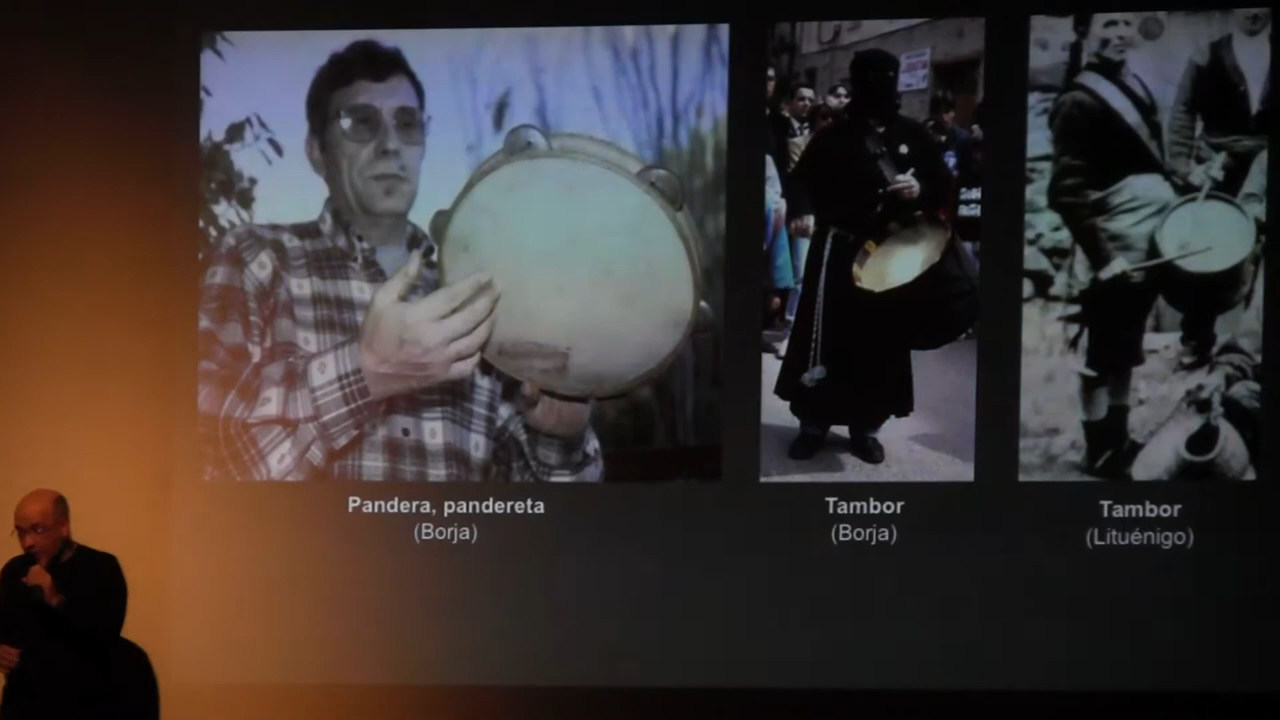 Pandera, pandereta
(Borja)
Tambor
(Borja)
Tambor
(Lituénigo)